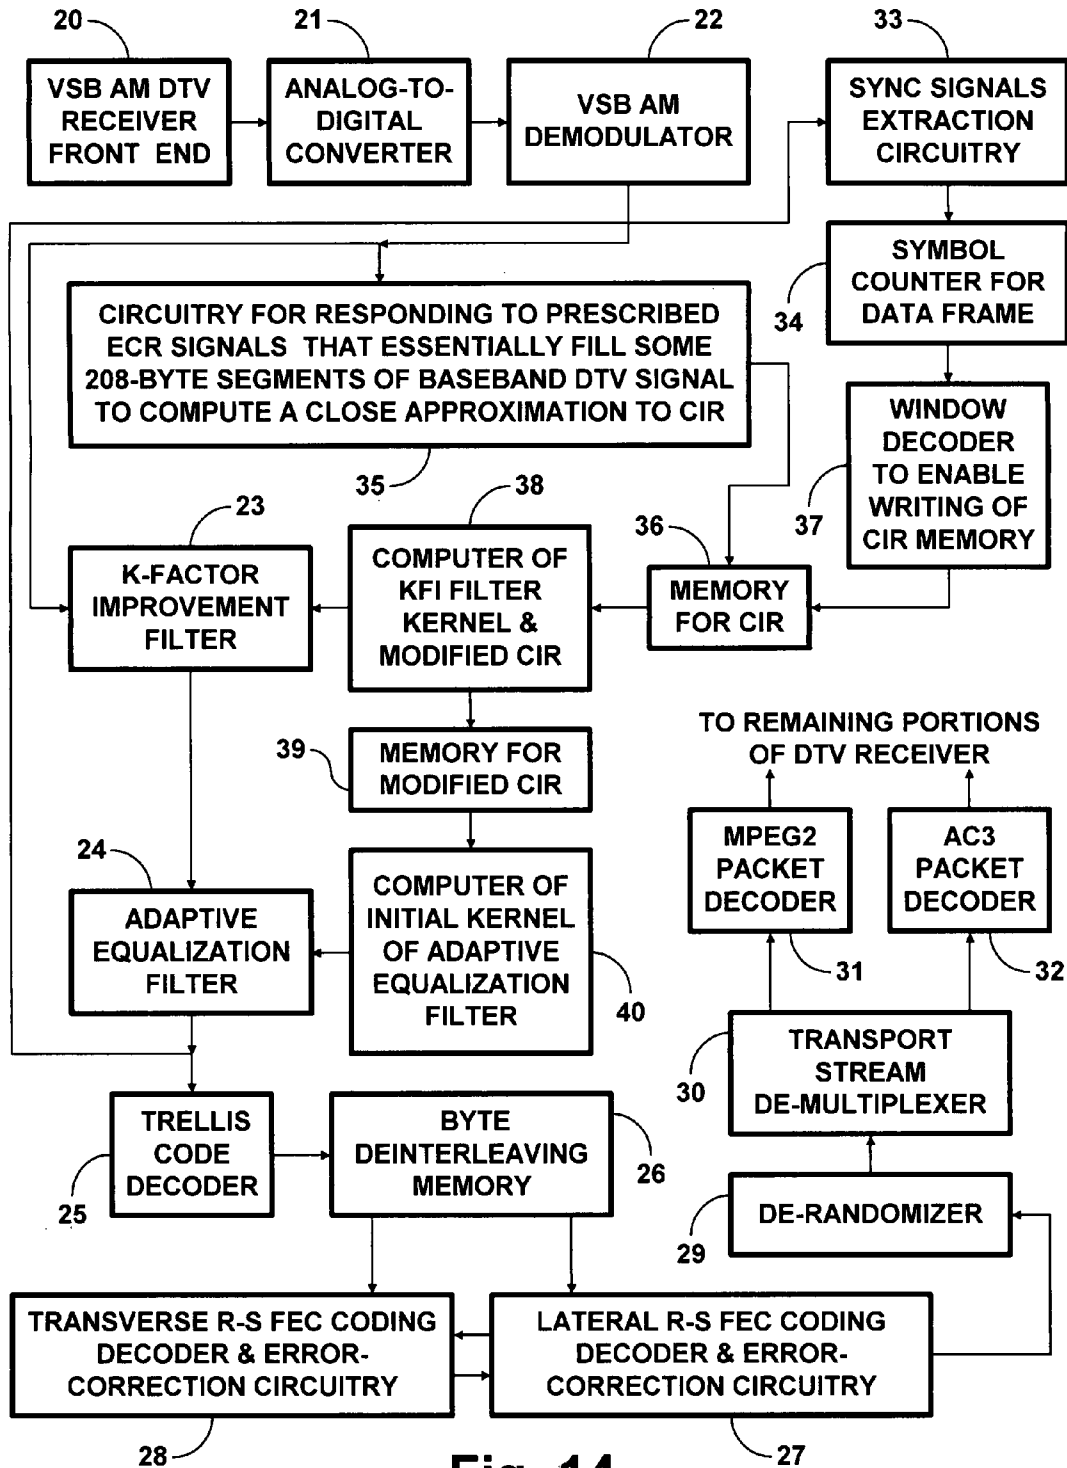 20
21
22
33
VSB AM DTV
RECEIVER
FRONT END
ANALOG-TO-
DIGITAL
CONVERTER
VSB AM
DEMODULATOR
SYNC SIGNALS
EXTRACTION
CIRCUITRY
SYMBOL
COUNTER FOR
DATA FRAME
34
CIRCUITRY FOR RESPONDING TO PRESCRIBED
ECR SIGNALS THAT ESSENTIALLY FILL SOME
208-BYTE SEGMENTS OF BASEBAND DTV SIGNAL
TO COMPUTE A CLOSE APPROXIMATION TO CIR
35
WINDOW
DECODER
TO ENABLE
WRITING OF
CIR MEMORY
37
23
38
36
K-FACTOR
IMPROVEMENT
FILTER
COMPUTER OF
KFI FILTER
KERNEL &
MODIFIED CIR
MEMORY
FOR CIR
39
MEMORY FOR
MODIFIED CIR
TO REMAINING PORTIONS
OF DTV RECEIVER
MPEG2
PACKET
DECODER
31
AC3
PACKET
DECODER
32
24
ADAPTIVE
EQUALIZATION
FILTER
COMPUTER OF
INITIAL KERNEL
OF ADAPTIVE
EQUALIZATION
FILTER
40
30
TRANSPORT
STREAM
DE-MULTIPLEXER
TRELLIS
CODE
DECODER
25
BYTE
DEINTERLEAVING
MEMORY
26
DE-RANDOMIZER
29
TRANSVERSE R-S FEC CODING
DECODER & ERROR-
CORRECTION CIRCUITRY
28
LATERAL R-S FEC CODING
DECODER & ERROR-
CORRECTION CIRCUITRY
27
Fig. 14